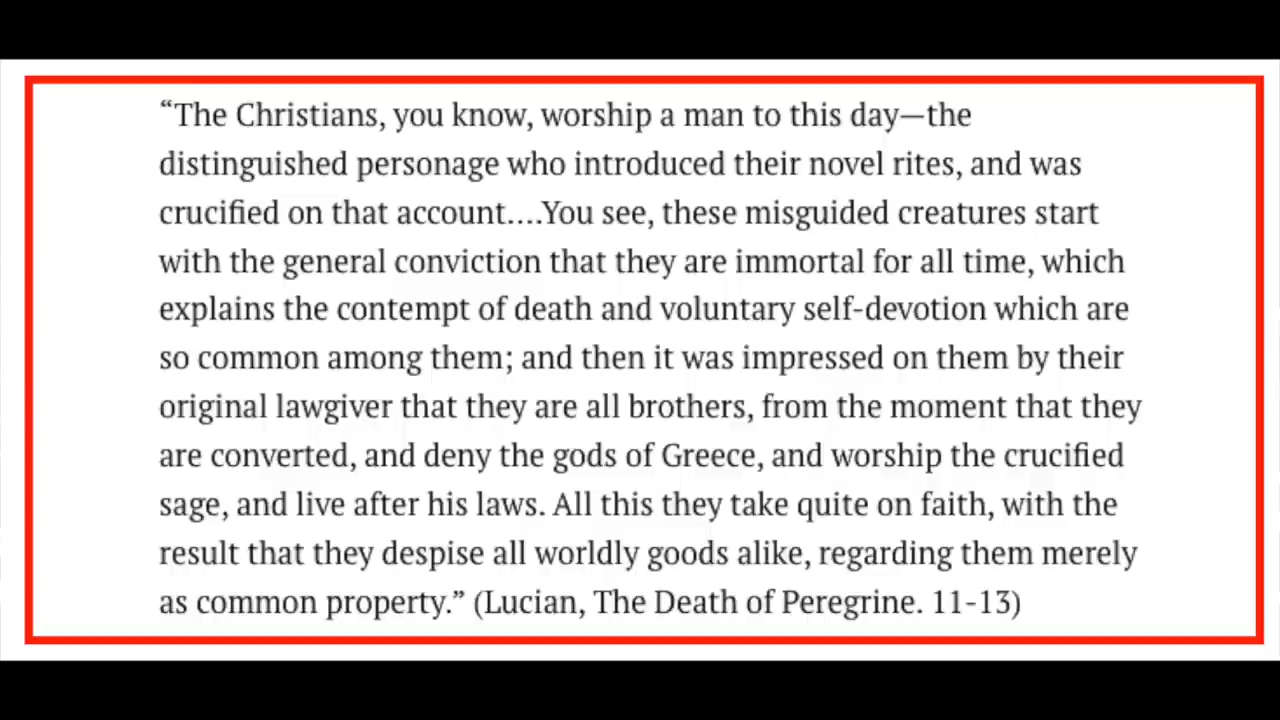 “The Christians, you know, worship a man to this day—the
distinguished personage who introduced their novel rites, and was
crucified on that account....You see, these misguided creatures start
with the general conviction that they are immortal for all time, which
explains the contempt of death and voluntary self-devotion which are
so common among them; and then it was impressed on them by their
original lawgiver that they are all brothers, from the moment that they
are converted, and deny the gods of Greece, and worship the crucified
sage, and live after his laws. All this they take quite on faith, with the
result that they despise all worldly goods alike, regarding them merely
as common property.” (Lucian, The Death of Peregrine. 11-13)